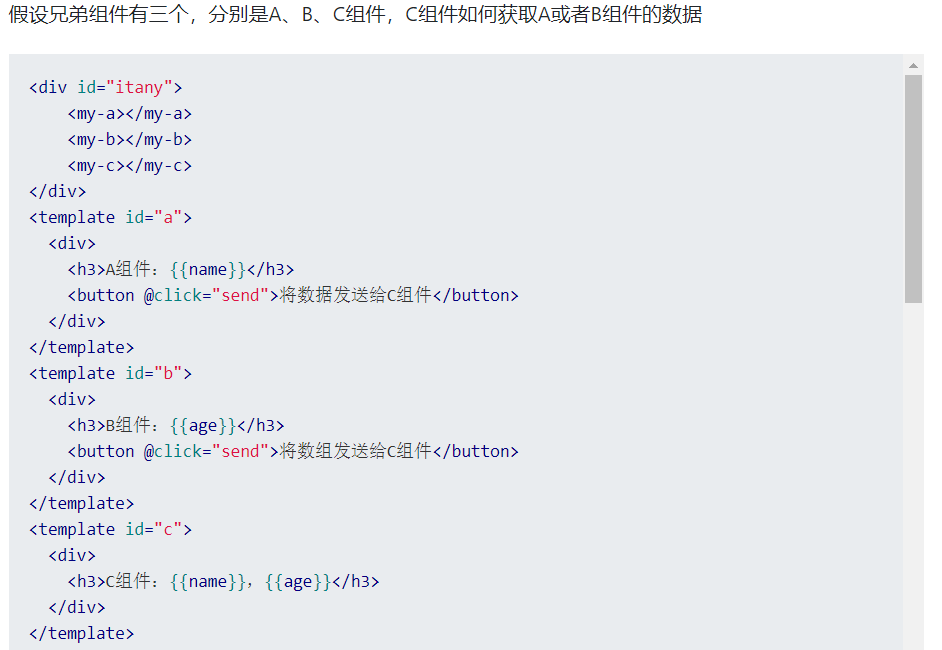 假设兄弟组件有三个，分别是A、B、C组件，C组件如何获取A或者B组件的数据
<div id="itany">
    <my-a></my-a>
    <my-b></my-b>
    <my-c></my-c>
</div>
<template id="a">
  <div>
    <h3>A组件：{{name}}</h3>
    <button @click="send">将数据发送给C组件</button>
  </div>
</template>
<template id="b">
  <div>
    <h3>B组件：{{age}}</h3>
    <button @click="send">将数组发送给C组件</button>
  </div>
</template>
<template id="c">
  <div>
    <h3>C组件：{{name}}，{{age}}</h3>
  </div>
</template>